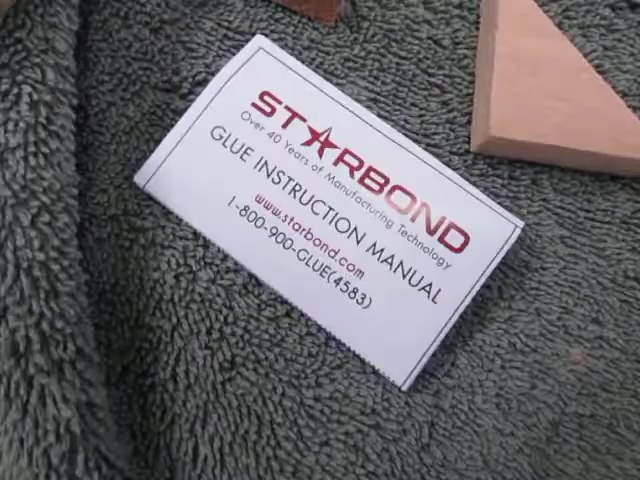 STARBOND
Over 40 Years of Manufacturing Technology
GLUE INSTRUCTION MANUAL
www.starbond.com
1-800-900-GLUE(4583)